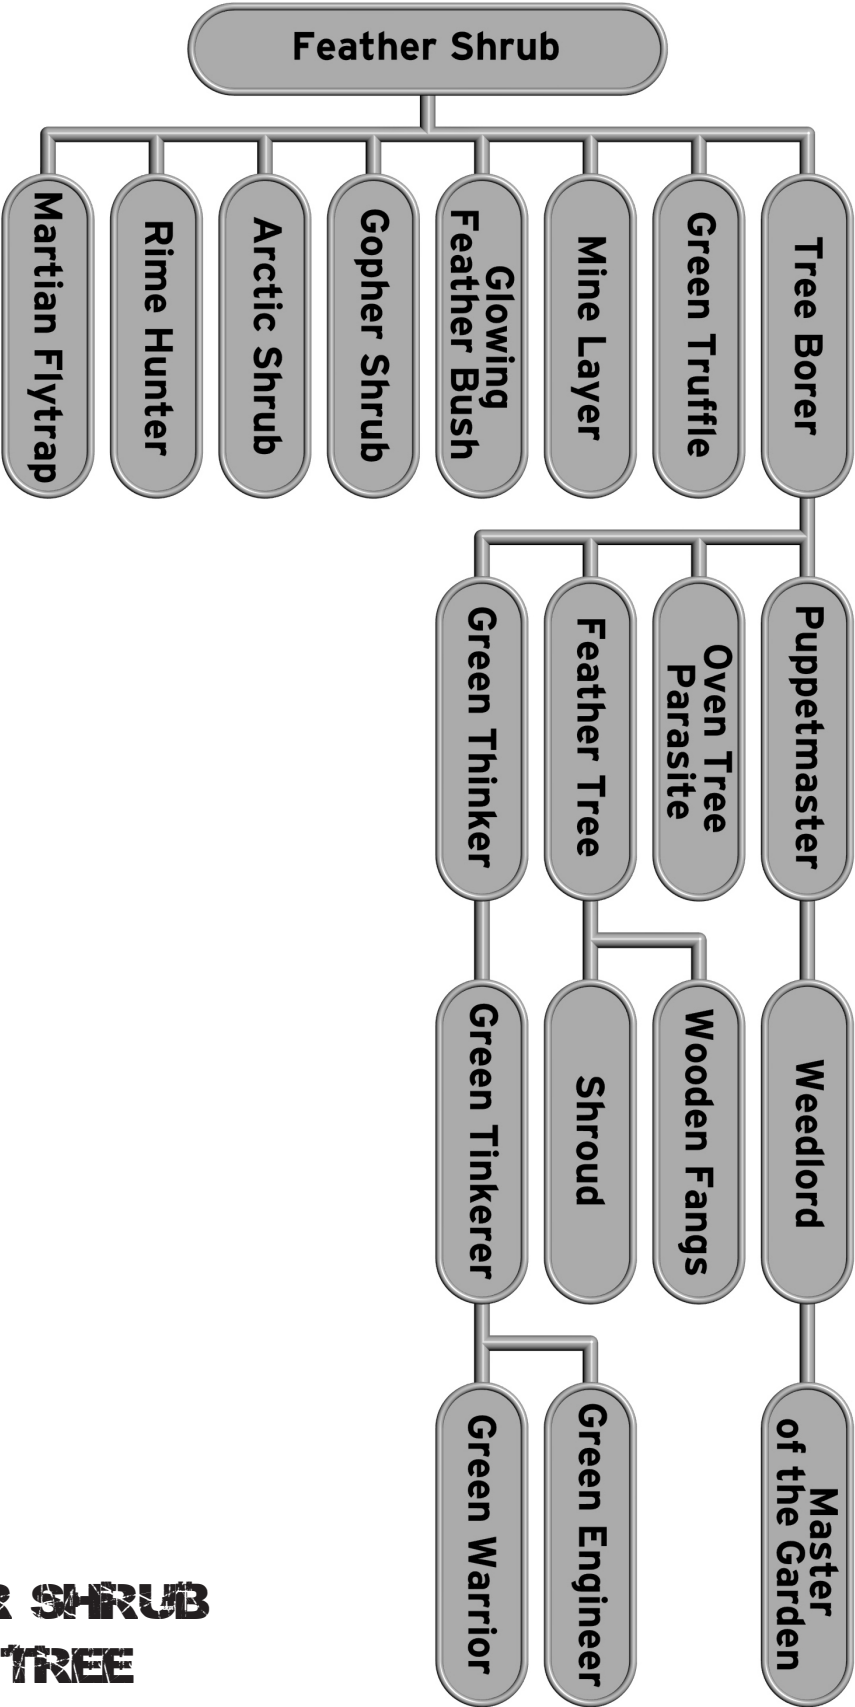 Feather Shrub
Martian Flytrap
Rime Hunter
Arctic Shrub
Gopher Shrub
Glowing
Feather Bush
Mine Layer
Green Truffle
Tree Borer
Green Thinker
Feather Tree
Oven Tree
Parasite
Puppetmaster
Green Tinkerer
Shroud
Wooden Fangs
Weedlord
Green Warrior
Green Engineer
Master
of the Garden
SHRUB
TREE